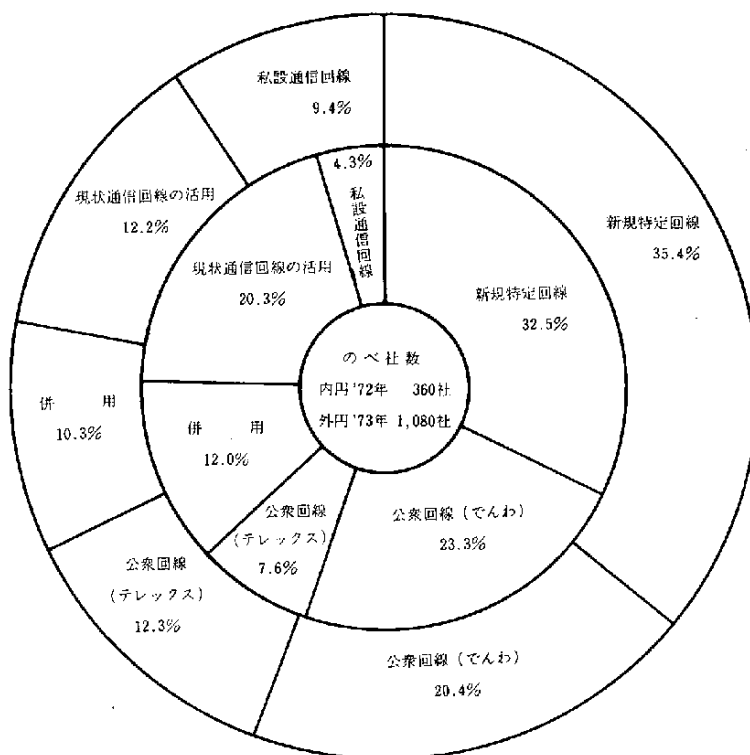 私設通信回線
9.4%
新規特定回線
35.4%
公衆回線（でんわ）
20.4%
公衆回線
（テレックス）
12.3%
併　用
10.3%
現状通信回線の活用
12.2%
4.3%
私設通信回線
新規特定回線
32.5%
公衆回線（でんわ）
23.3%
公衆回線
（テレックス）
7.6%
併　用
12.0%
現状通信回線の活用
20.3%
のべ社数
内円'72年　360社
外円'73年 1,080社